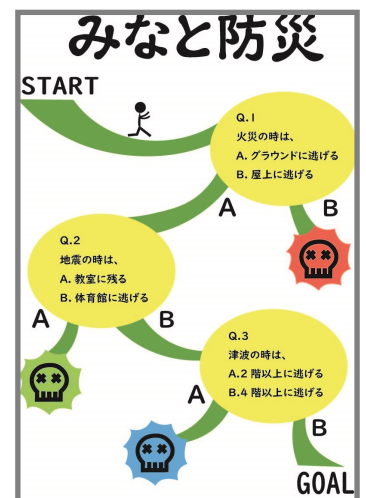 みなと防災
START
Q.1
火災の時は、
A. グラウンドに逃げる
B. 屋上に逃げる
A
B
Q.2
地震の時は、
A. 教室に残る
B. 体育館に逃げる
A
B
Q.3
津波の時は、
A.2 階以上に逃げる
B.4 階以上に逃げる
A
B
GOAL